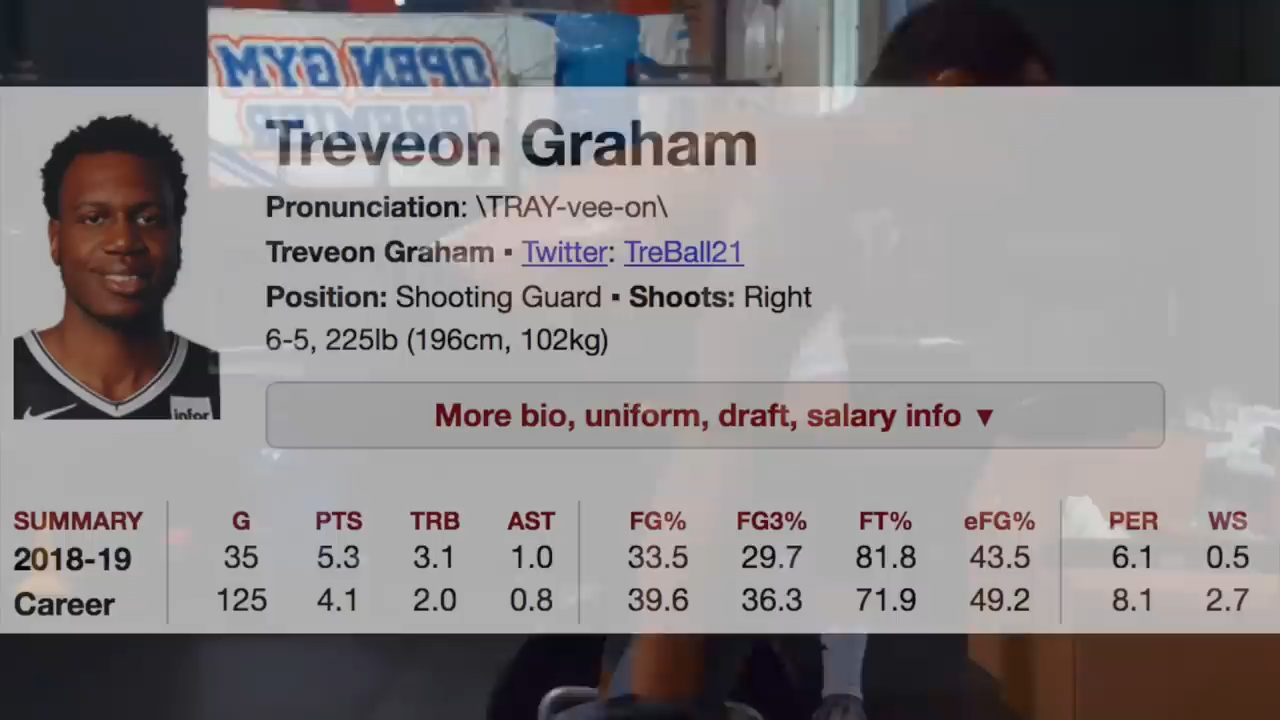 OPEN GYM
PREMIER
Treveon Graham
Pronunciation: \TRAY-vee-on\
Treveon Graham ▪ Twitter: TreBall21
Position: Shooting Guard ▪ Shoots: Right
6-5, 225lb (196cm, 102kg)
infor
More bio, uniform, draft, salary info ▼
SUMMARY G PTS TRB AST FG% FG3% FT% eFG% PER WS
2018-19 35 5.3 3.1 1.0 33.5 29.7 81.8 43.5 6.1 0.5
Career 125 4.1 2.0 0.8 39.6 36.3 71.9 49.2 8.1 2.7